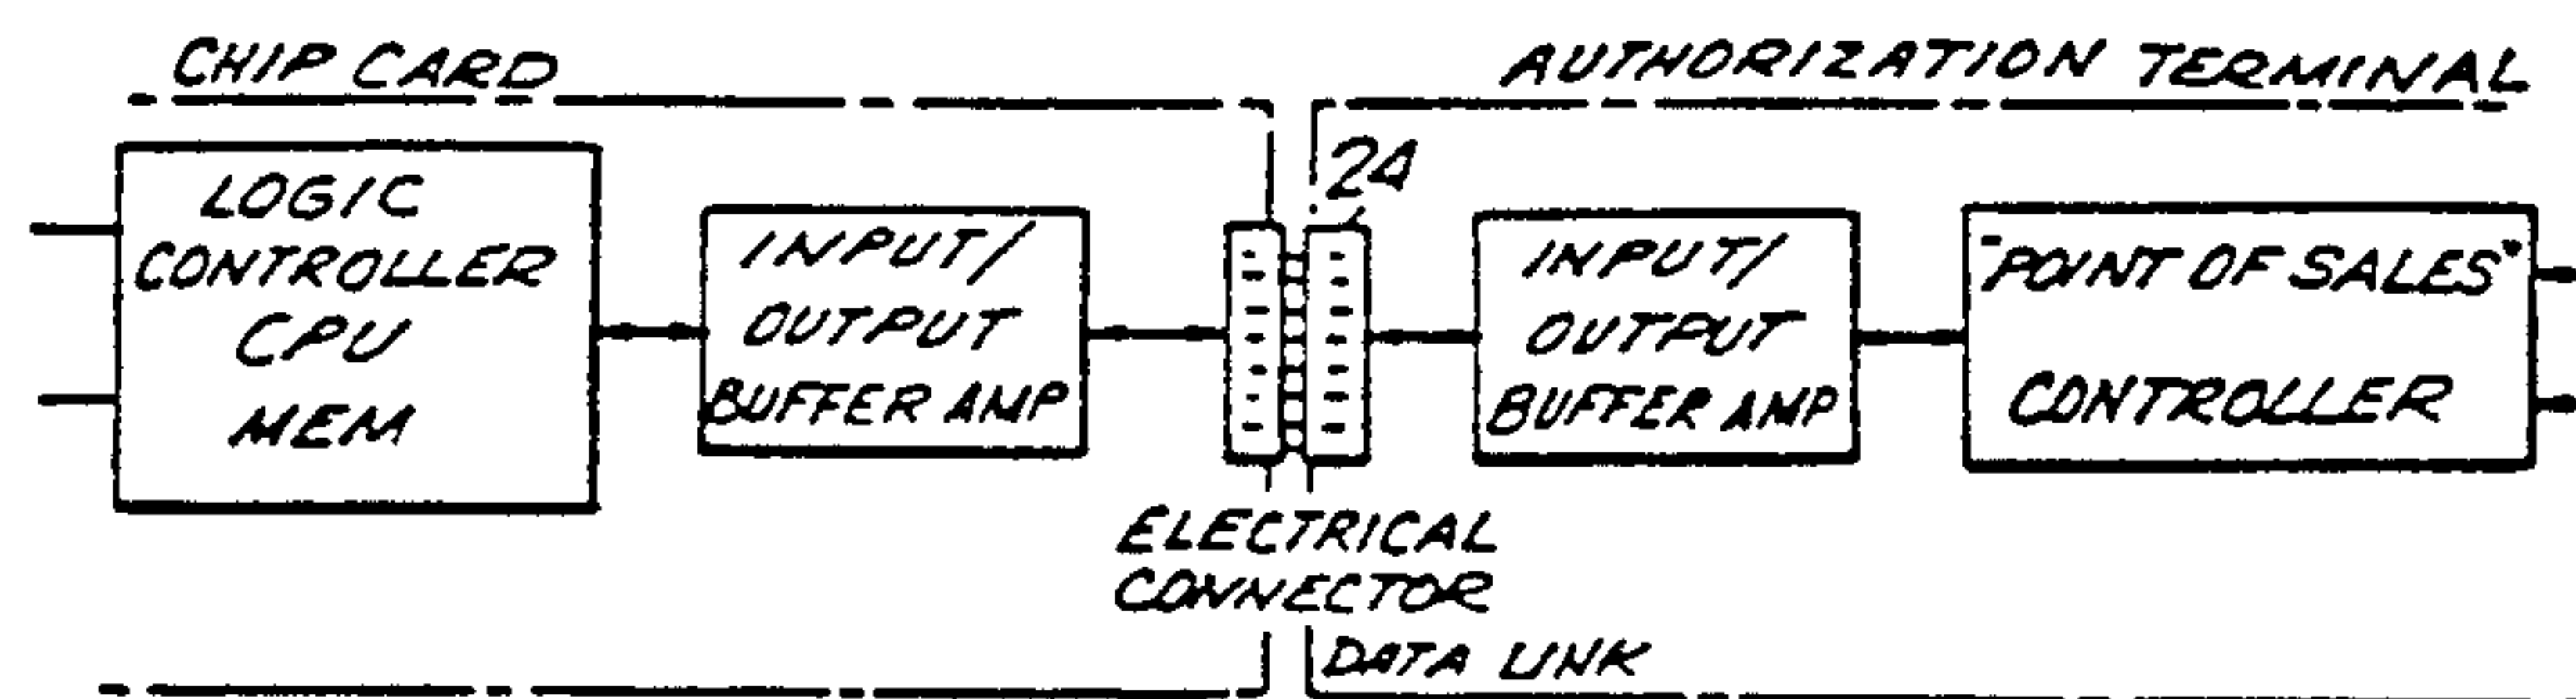 CHIP CARD
AUTHORIZATION TERMINAL
LOGIC
CONTROLLER
CPU
MEM
INPUT/
OUTPUT
BUFFER AMP
24
INPUT/
OUTPUT
BUFFER AMP
"POINT OF SALES"
CONTROLLER
ELECTRICAL
CONNECTOR
DATA LINK